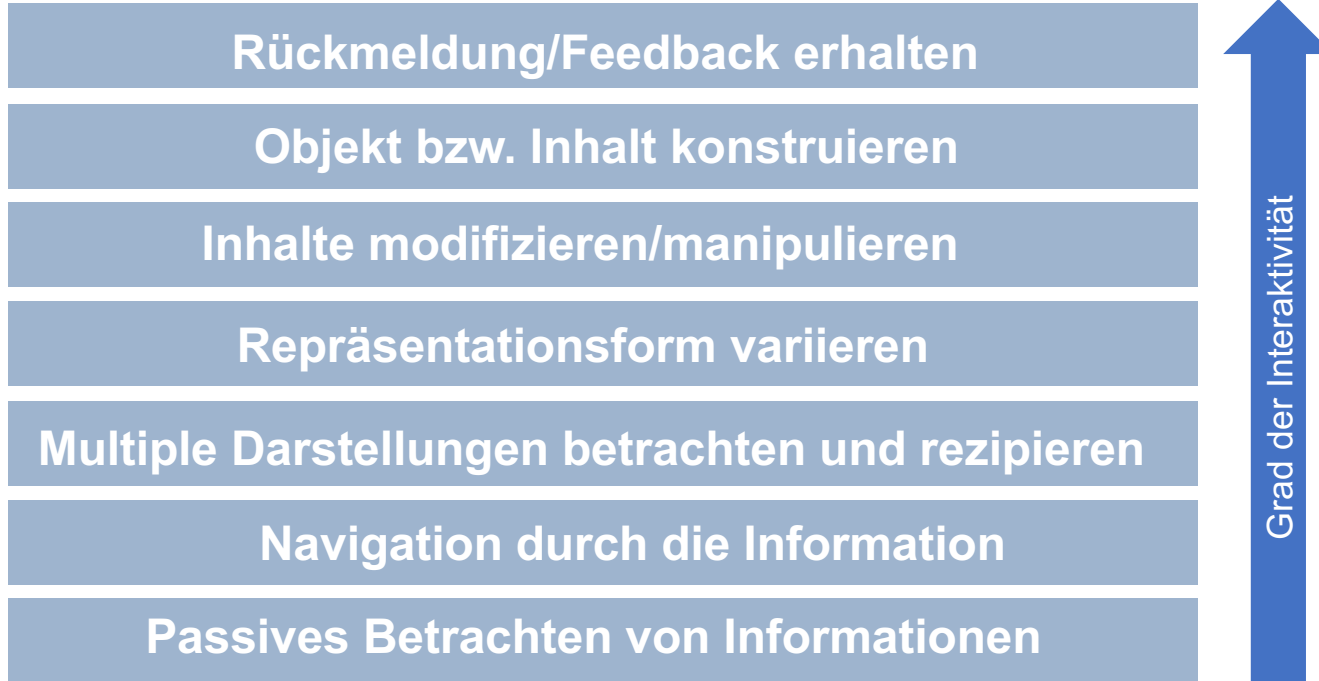 Rückmeldung/Feedback erhalten
Objekt bzw. Inhalt konstruieren
Inhalte modifizieren/manipulieren
Repräsentationsform variieren
Multiple Darstellungen betrachten und rezipieren
Navigation durch die Information
Passives Betrachten von Informationen
Grad der Interaktivität